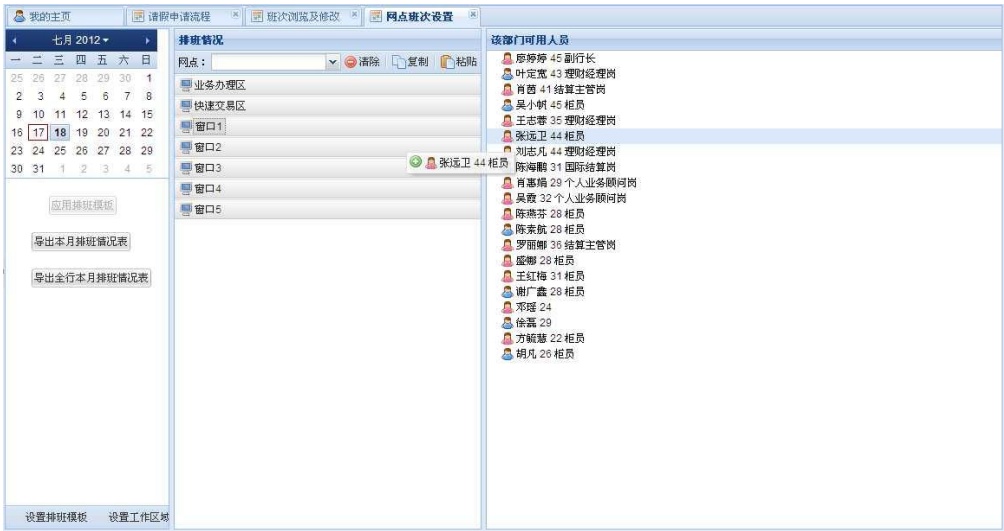 我的主页 请假申请流程 班次浏览及修改 网点班次设置
七月 2012
一 二 三 四 五 六 日
25 26 27 28 29 30 1
2 3 4 5 6 7 8
9 10 11 12 13 14 15
16 17 18 19 20 21 22
23 24 25 26 27 28 29
30 31 1 2 3 4 5
应用排班模板
导出本月排班情况表
导出全行本月排班情况表
设置排班模板 设置工作区域
排班情况
网点： 清除 复制 粘贴
业务办理区
快速交易区
窗口1
窗口2
窗口3
窗口4
窗口5
张远卫 44 柜员
该部门可用人员
廖婷婷 45 副行长
叶定宽 43 理财经理岗
肖茜 41 结算主管岗
吴小帆 45 柜员
王志蓉 35 理财经理岗
张远卫 44 柜员
刘志凡 44 理财经理岗
陈海鹏 31 国际结算岗
肖惠娟 29 个人业务顾问岗
吴霞 32 个人业务顾问岗
陈燕芬 28 柜员
陈素航 28 柜员
罗丽娜 36 结算主管岗
盛娜 28 柜员
王红梅 31 柜员
谢广鑫 28 柜员
邓瑶 24
徐磊 29
方毓慧 22 柜员
胡凡 26 柜员